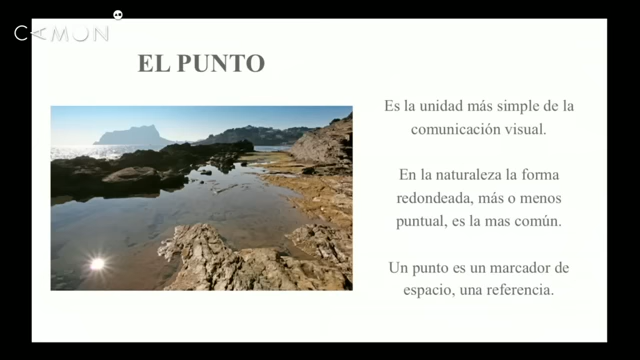 CAMON
EL PUNTO
Es la unidad más simple de la
comunicación visual.
En la naturaleza la forma
redondeada, más o menos
puntual, es la mas común.
Un punto es un marcador de
espacio, una referencia.